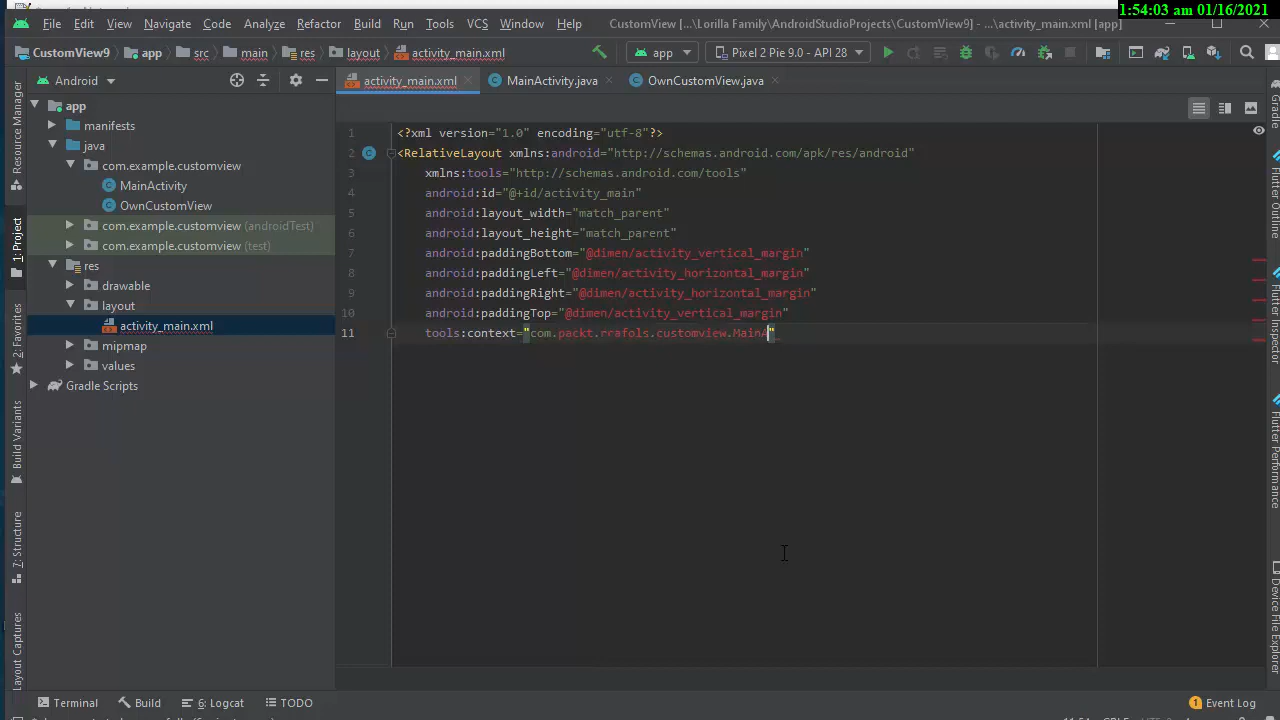 1:54:03 am 01/16/2021
File Edit View Navigate Code Analyze Refactor Build Run Tools VCS Window Help CustomView [...\Lorilla Family\AndroidStudioProjects\CustomView9] - ...\activity_main.xml [app]
CustomView9 app src main res layout activity_main.xml app Pixel 2 Pie 9.0 - API 28
Android
activity_main.xml MainActivity.java OwnCustomView.java
app
manifests
java
com.example.customview
MainActivity
OwnCustomView
com.example.customview (androidTest)
com.example.customview (test)
res
drawable
layout
activity_main.xml
mipmap
values
Gradle Scripts
1 <?xml version="1.0" encoding="utf-8"?>
2 <RelativeLayout xmlns:android="http://schemas.android.com/apk/res/android"
3 xmlns:tools="http://schemas.android.com/tools"
4 android:id="@+id/activity_main"
5 android:layout_width="match_parent"
6 android:layout_height="match_parent"
7 android:paddingBottom="@dimen/activity_vertical_margin"
8 android:paddingLeft="@dimen/activity_horizontal_margin"
9 android:paddingRight="@dimen/activity_horizontal_margin"
10 android:paddingTop="@dimen/activity_vertical_margin"
11 tools:context="com.packt.rrafols.customview.MainA"
Resource Manager
1: Project
2: Favorites
Build Variants
7: Structure
Layout Captures
Gradle
Flutter Outline
Flutter Inspector
Flutter Performance
Device File Explorer
Terminal Build 6: Logcat TODO 1 Event Log